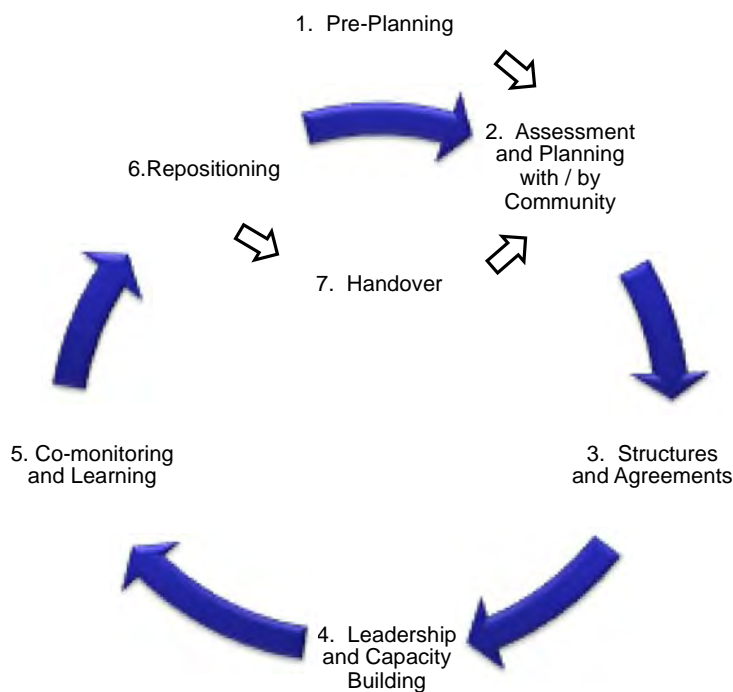 1. Pre-Planning
2. Assessment
and Planning
with / by
Community
6.Repositioning
7. Handover
5. Co-monitoring
and Learning
3. Structures
and Agreements
4. Leadership
and Capacity
Building